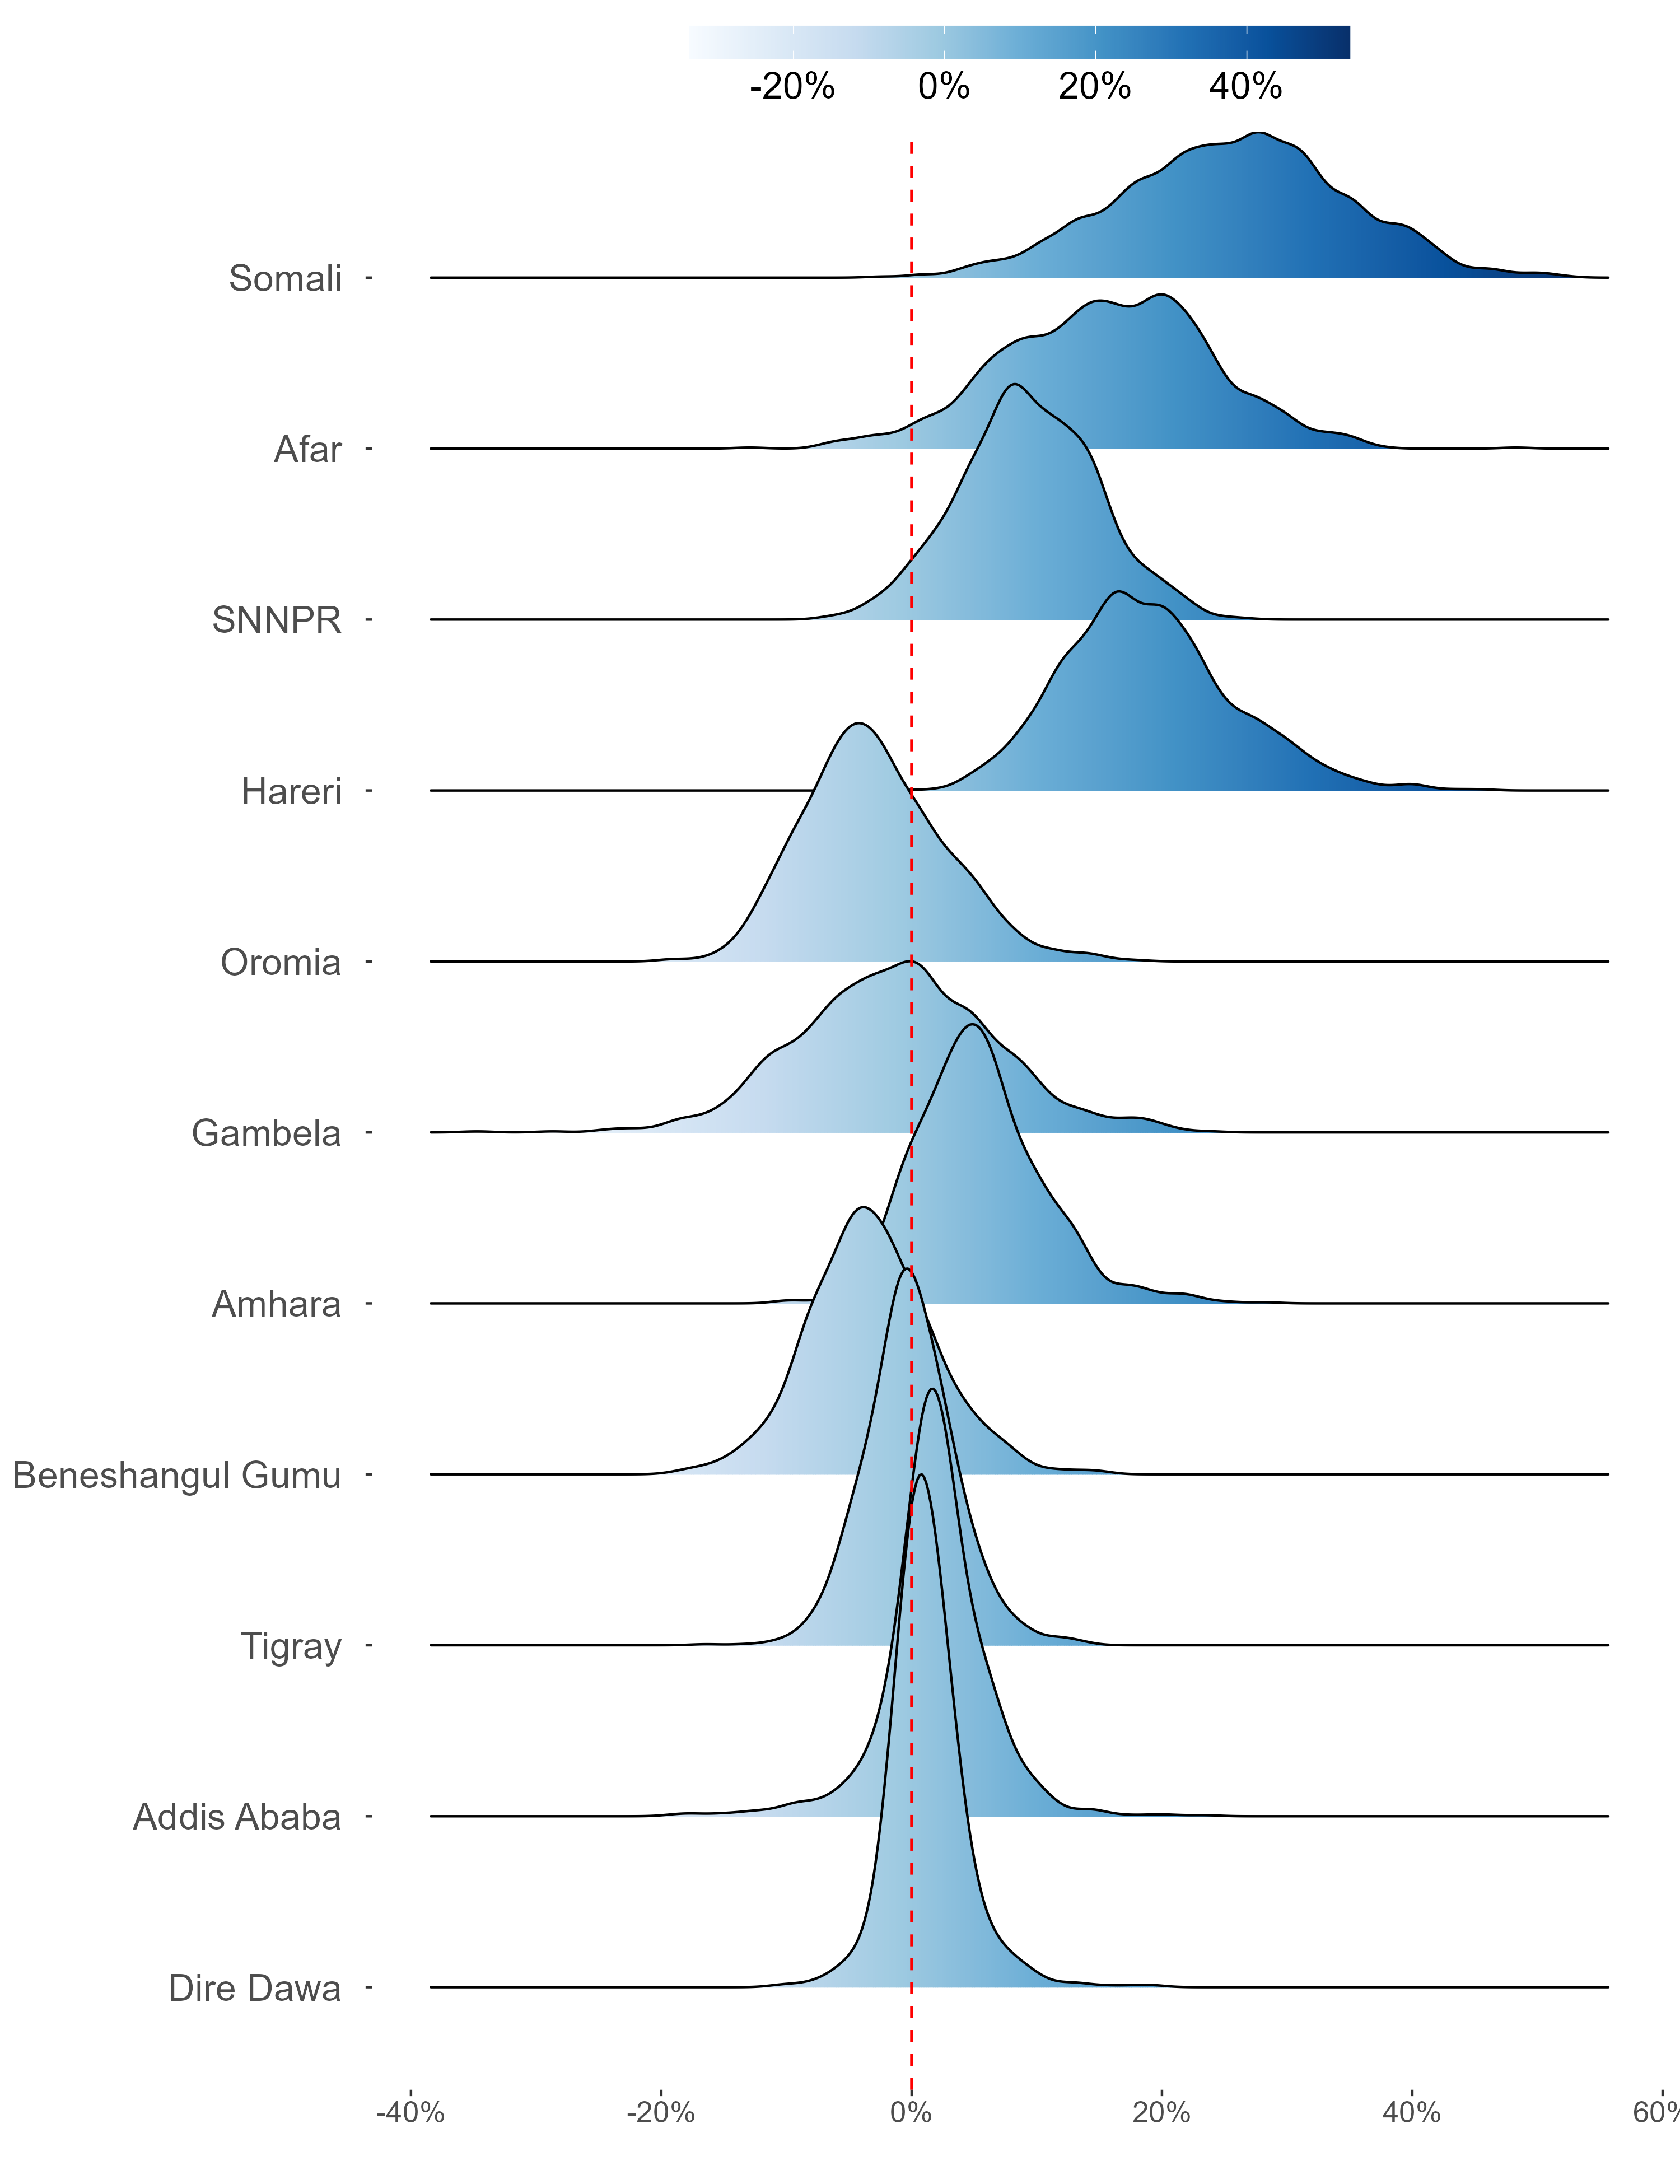 -20% 0% 20% 40%
Somali
Afar
SNNPR
Hareri
Oromia
Gambela
Amhara
Beneshangul Gumu
Tigray
Addis Ababa
Dire Dawa
-40% -20% 0% 20% 40% 60%